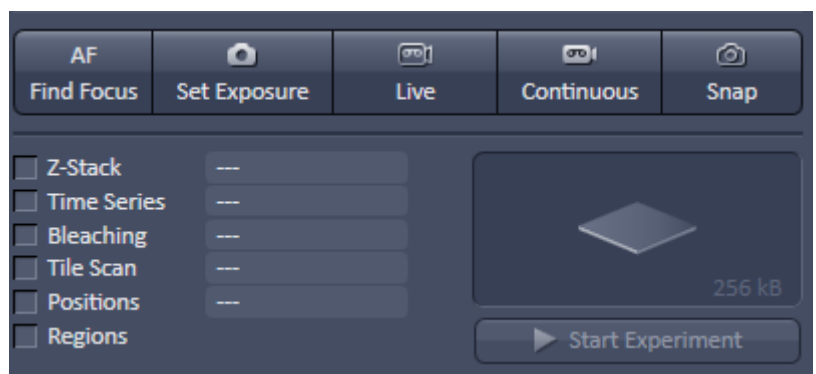 AF
Find Focus Set Exposure Live Continuous Snap
Z-Stack ---
Time Series ---
Bleaching ---
Tile Scan ---
Positions ---
256 kB
Regions
Start Experiment